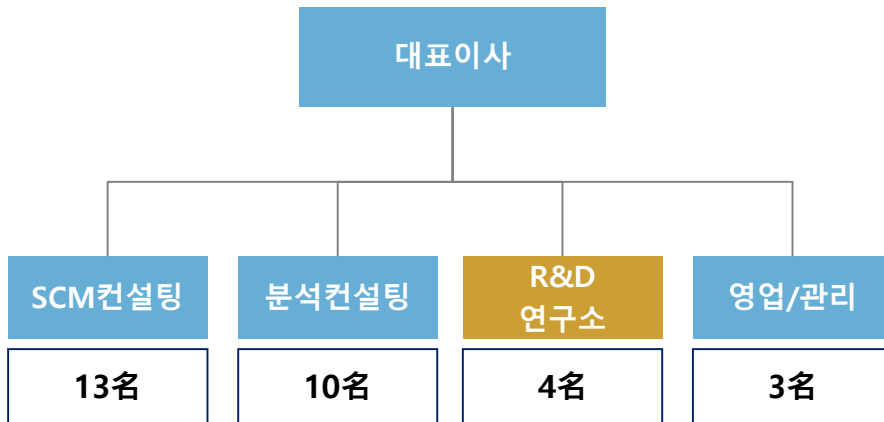 대표이사
SCM컨설팅
분석컨설팅
R&D
연구소
영업/관리
13名
10名
4名
3名